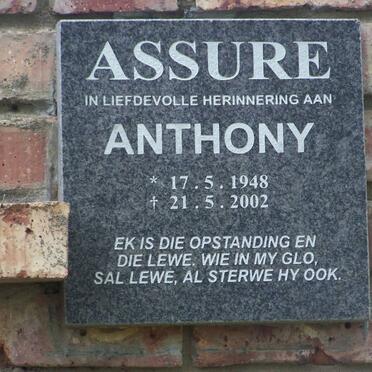 ASSURE
IN LIEFDEVOLLE HERINNERING AAN
ANTHONY
* 17.5.1948
† 21.5.2002
EK IS DIE OPSTANDING EN
DIE LEWE. WIE IN MY GLO,
SAL LEWE, AL STERWE HY OOK.